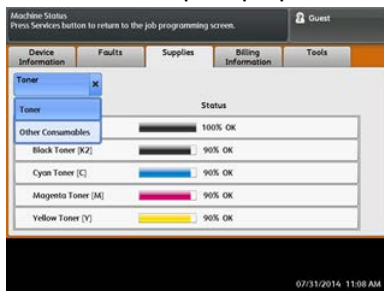 Machine Status
Press Services button to return to the job programming screen.
Guest
Device Information
Faults
Supplies
Billing Information
Tools
Toner
Toner
Other Consumables
Status
100% OK
Black Toner [K2]
90% OK
Cyan Toner [C]
90% OK
Magenta Toner [M]
90% OK
Yellow Toner [Y]
90% OK
07/31/2014 11:08 AM